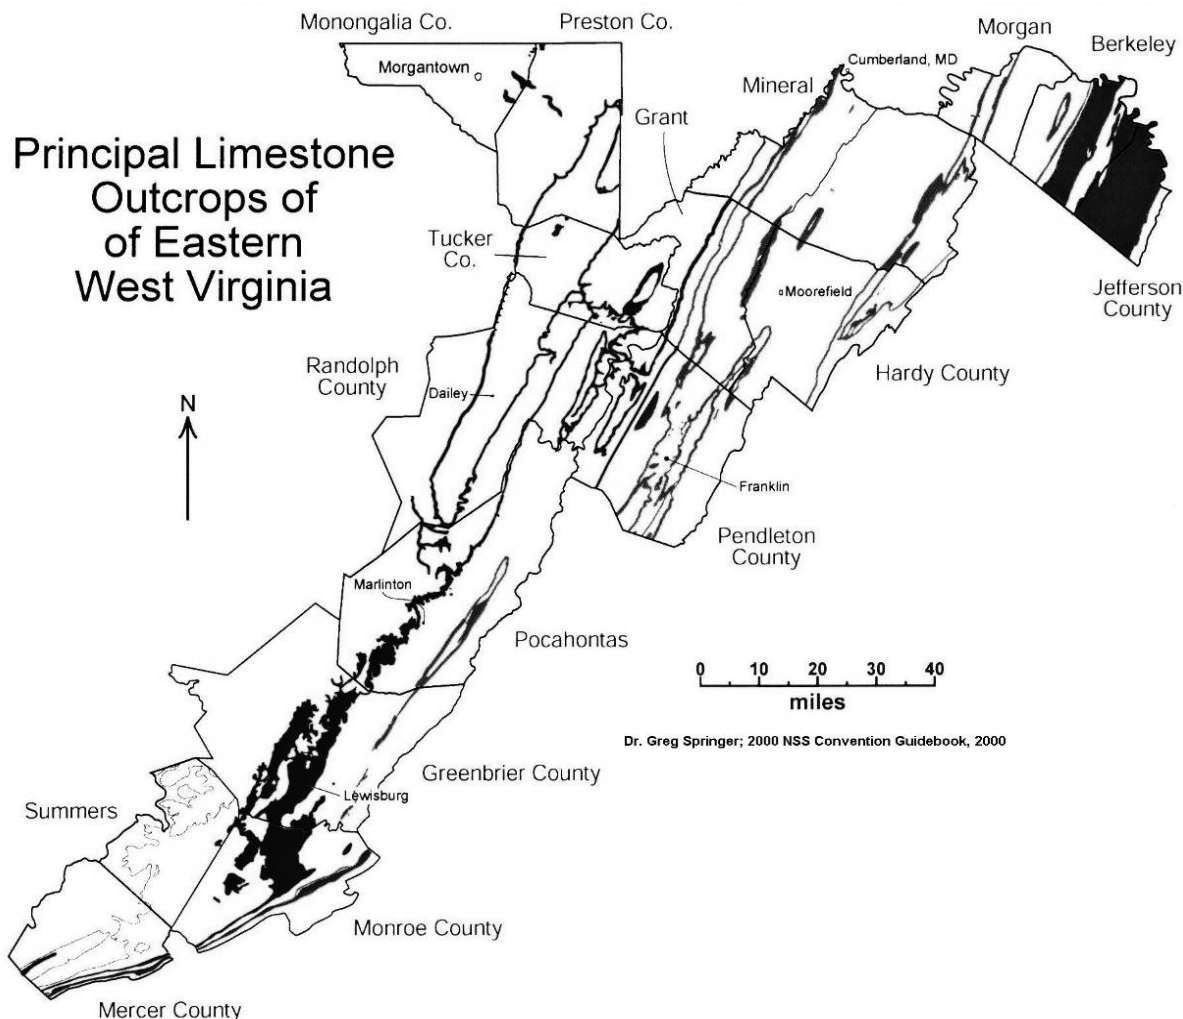 Monongalia Co.
Preston Co.
Morgan
Berkeley
Morgantown
Cumberland, MD
Mineral
Grant
Principal Limestone
Outcrops of
of Eastern
West Virginia
Tucker
Co.
Moorefield
Jefferson
County
Randolph
County
Hardy County
Dailey
N
Franklin
Pendleton
County
Marlinton
Pocahontas
0 10 20 30 40
miles
Dr. Greg Springer; 2000 NSS Convention Guidebook, 2000
Greenbrier County
Lewisburg
Summers
Monroe County
Mercer County